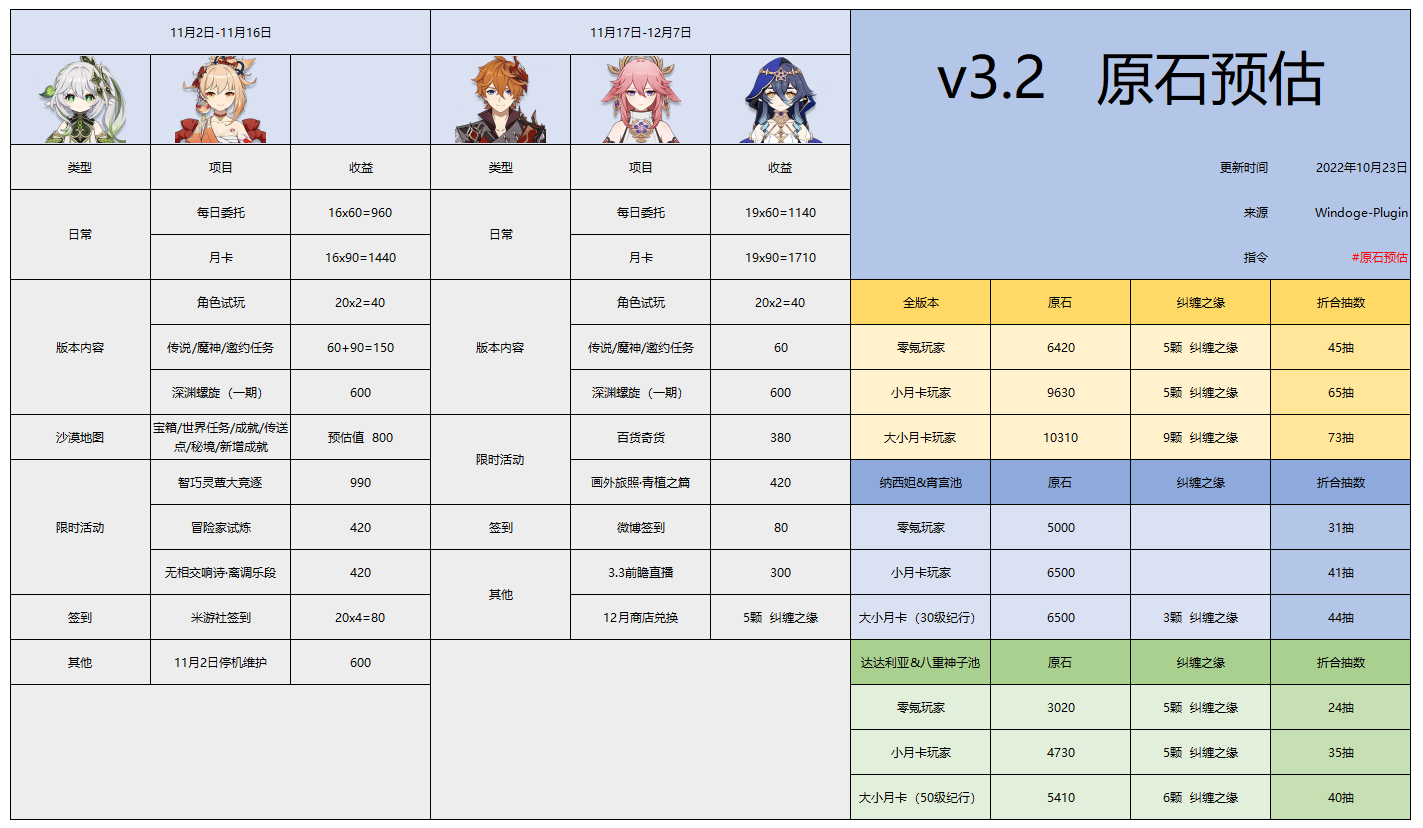 11月2日-11月16日
11月17日-12月7日
v3.2 原石预估
更新时间 2022年10月23日
来源 Windoge-Plugin
指令 #原石预估
类型 项目 收益
日常
每日委托 16x60=960
月卡 16x90=1440
版本内容
角色试玩 20x2=40
传说/魔神/邀约任务 60+90=150
深渊螺旋（一期） 600
沙漠地图
宝箱/世界任务/成就/传送
点/秘境/新增成就
预估值 800
限时活动
智巧灵蕈大竞逐 990
冒险家试炼 420
无相交响诗·离调乐段 420
签到 米游社签到 20x4=80
其他 11月2日停机维护 600
类型 项目 收益
日常
每日委托 19x60=1140
月卡 19x90=1710
版本内容
角色试玩 20x2=40
传说/魔神/邀约任务 60
深渊螺旋（一期） 600
限时活动
百货奇货 380
画外旅照·青植之篇 420
签到 微博签到 80
其他
3.3前瞻直播 300
12月商店兑换 5颗 纠缠之缘
全版本 原石 纠缠之缘 折合抽数
零氪玩家 6420 5颗 纠缠之缘 45抽
小月卡玩家 9630 5颗 纠缠之缘 65抽
大小月卡玩家 10310 9颗 纠缠之缘 73抽
纳西妲&宵宫池 原石 纠缠之缘 折合抽数
零氪玩家 5000 31抽
小月卡玩家 6500 41抽
大小月卡（30级纪行） 6500 3颗 纠缠之缘 44抽
达达利亚&八重神子池 原石 纠缠之缘 折合抽数
零氪玩家 3020 5颗 纠缠之缘 24抽
小月卡玩家 4730 5颗 纠缠之缘 35抽
大小月卡（50级纪行） 5410 6颗 纠缠之缘 40抽